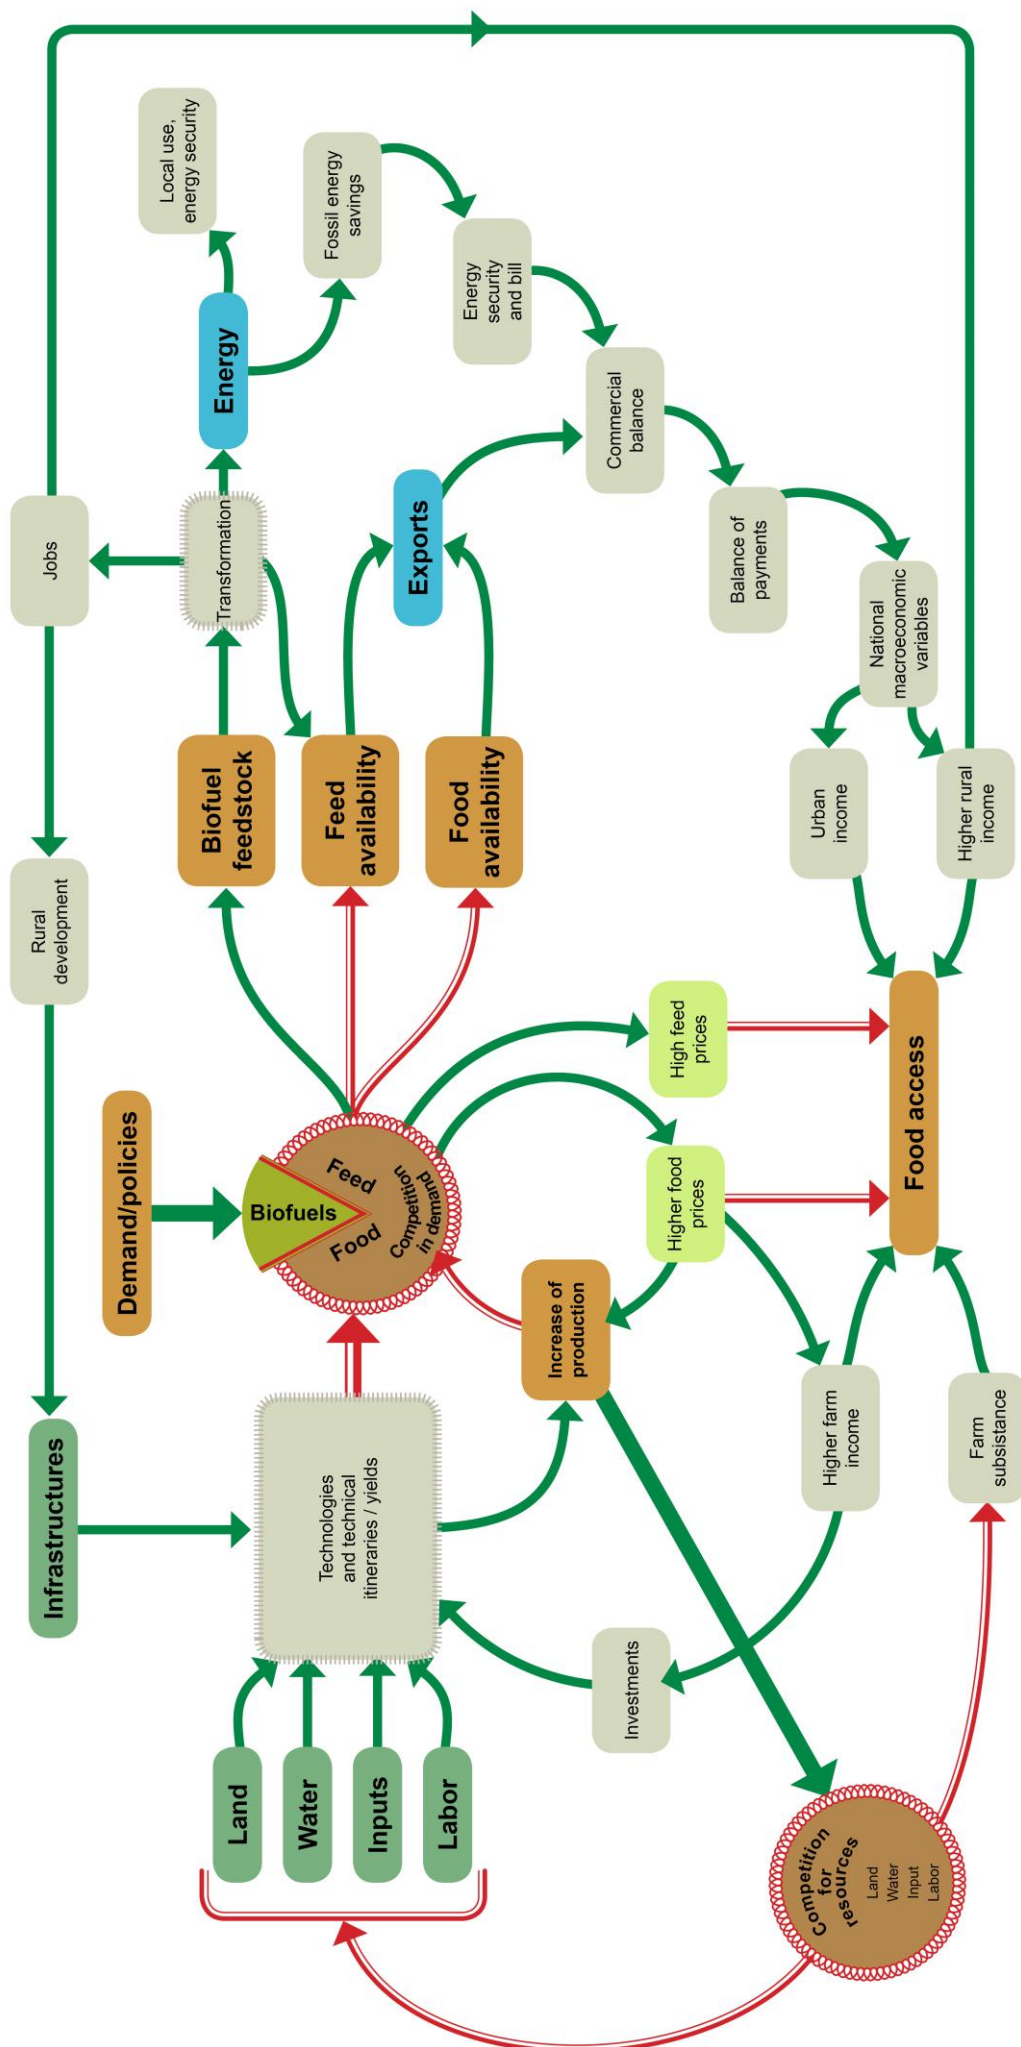 Jobs
Rural
development
Infrastructures
Local use,
energy security
Energy
Transformation
Biofuel
feedstock
Demand/policies
Fossil energy
savings
Feed
availability
Biofuels
Feed
Food
Competition
in demand
Technologies
and technical
itineraries / yields
Land
Water
Inputs
Labor
Energy
security
and bill
Exports
Food
availability
Increase of
production
Commercial
balance
High feed
prices
Higher food
prices
Investments
Balance of
payments
Urban
income
Higher farm
income
National
macroeconomic
variables
Higher rural
income
Food access
Farm
subsistance
Competition
for
resources
Land
Water
Input
Labor